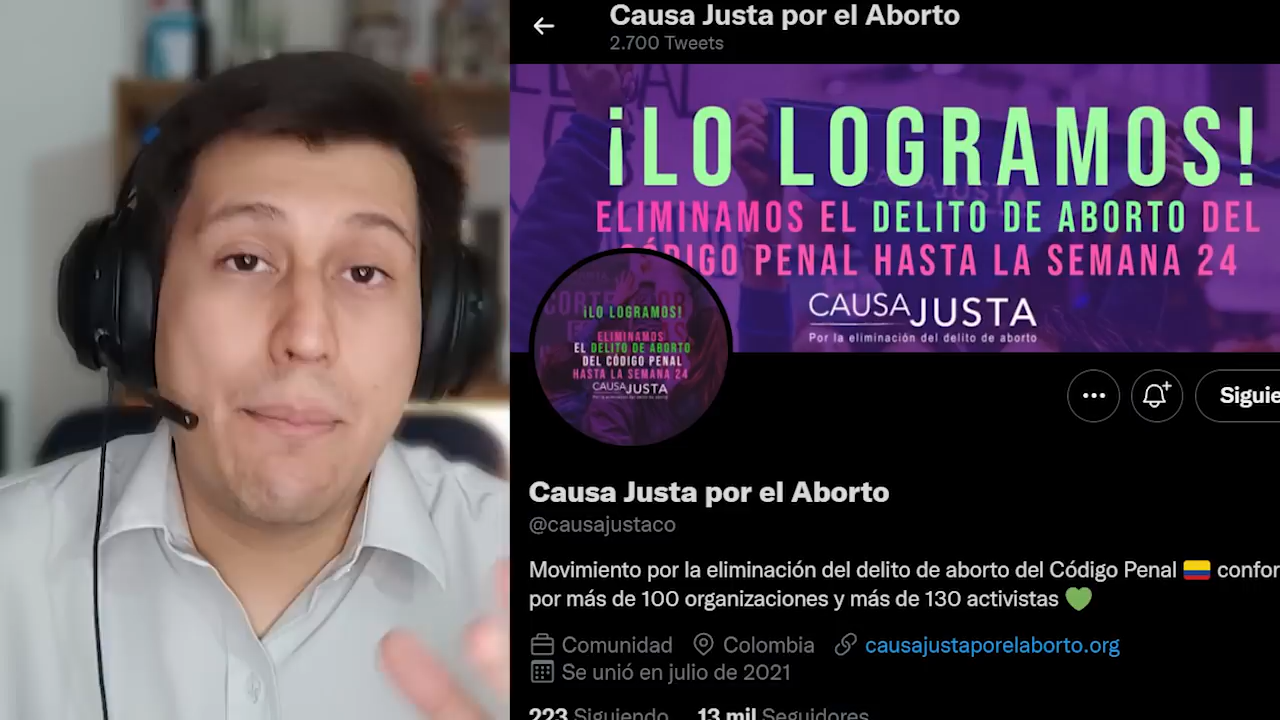 Causa Justa por el Aborto
2.700 Tweets
¡LO LOGRAMOS!
ELIMINAMOS EL DELITO DE ABORTO DEL
CÓDIGO PENAL HASTA LA SEMANA 24
CAUSA JUSTA
Por la eliminación del delito de aborto
¡LO LOGRAMOS!
ELIMINAMOS
EL DELITO DE ABORTO
DEL CÓDIGO PENAL
HASTA LA SEMANA 24
CAUSA JUSTA
Siguie
Causa Justa por el Aborto
@causajustaco
Movimiento por la eliminación del delito de aborto del Código Penal 🇨🇴 confor
por más de 100 organizaciones y más de 130 activistas 💚
Comunidad Colombia causajustaporelaborto.org
Se unió en julio de 2021
223 Siguiendo 13 mil Seguidores